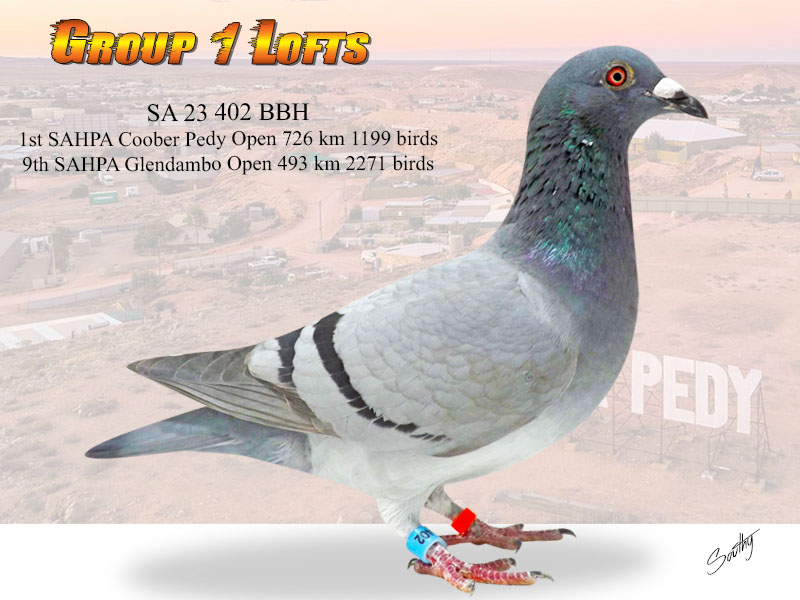 Group 1 Lofts
SA 23 402 BBH
1st SAHPA Coober Pedy Open 726 km 1199 birds
9th SAHPA Glendambo Open 493 km 2271 birds
PEDY
402
Southy